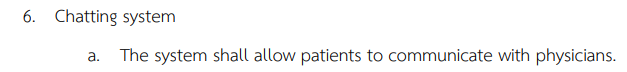 6. Chatting system
a. The system shall allow patients to communicate with physicians.